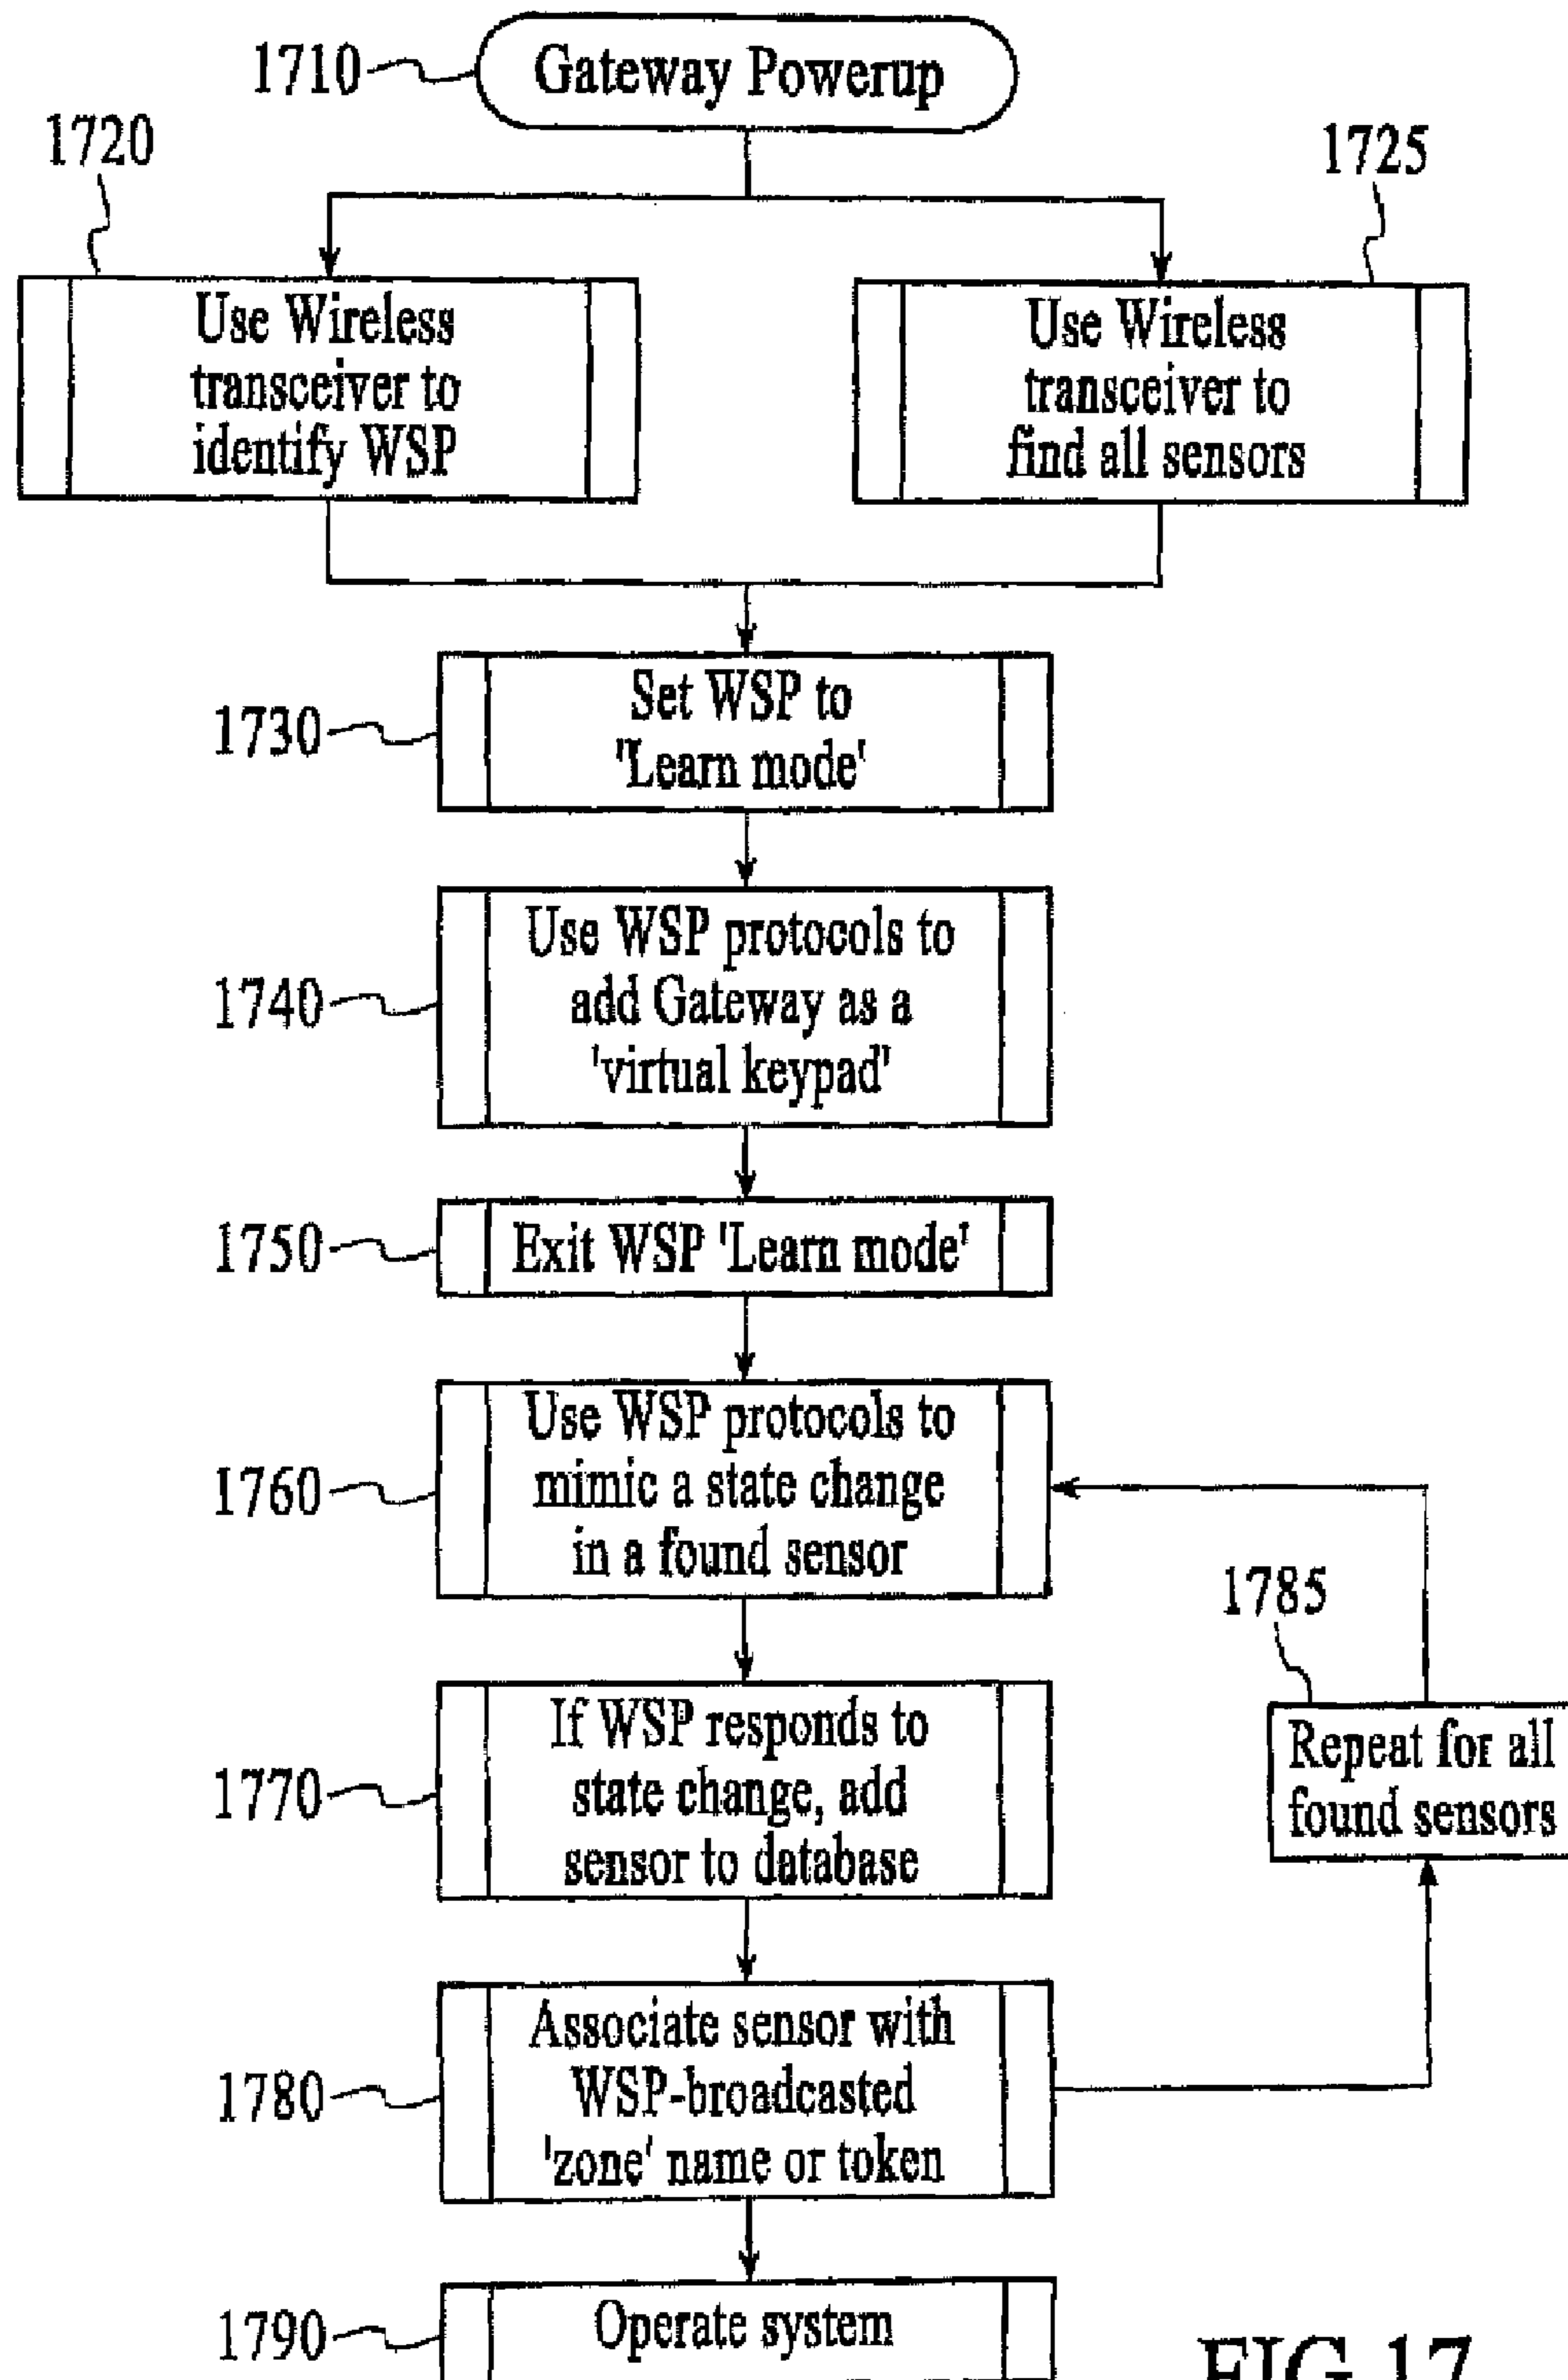 1710
Gateway Powerup
1720
1725
Use Wireless
transceiver to
identify WSP
Use Wireless
transceiver to
find all sensors
1730
Set WSP to
'Learn mode'
1740
Use WSP protocols to
add Gateway as a
'virtual keypad'
1750
Exit WSP 'Learn mode'
1760
Use WSP protocols to
mimic a state change
in a found sensor
1785
Repeat for all
found sensors
1770
If WSP responds to
state change, add
sensor to database
1780
Associate sensor with
WSP-broadcasted
'zone' name or token
1790
Operate system
FIG 17